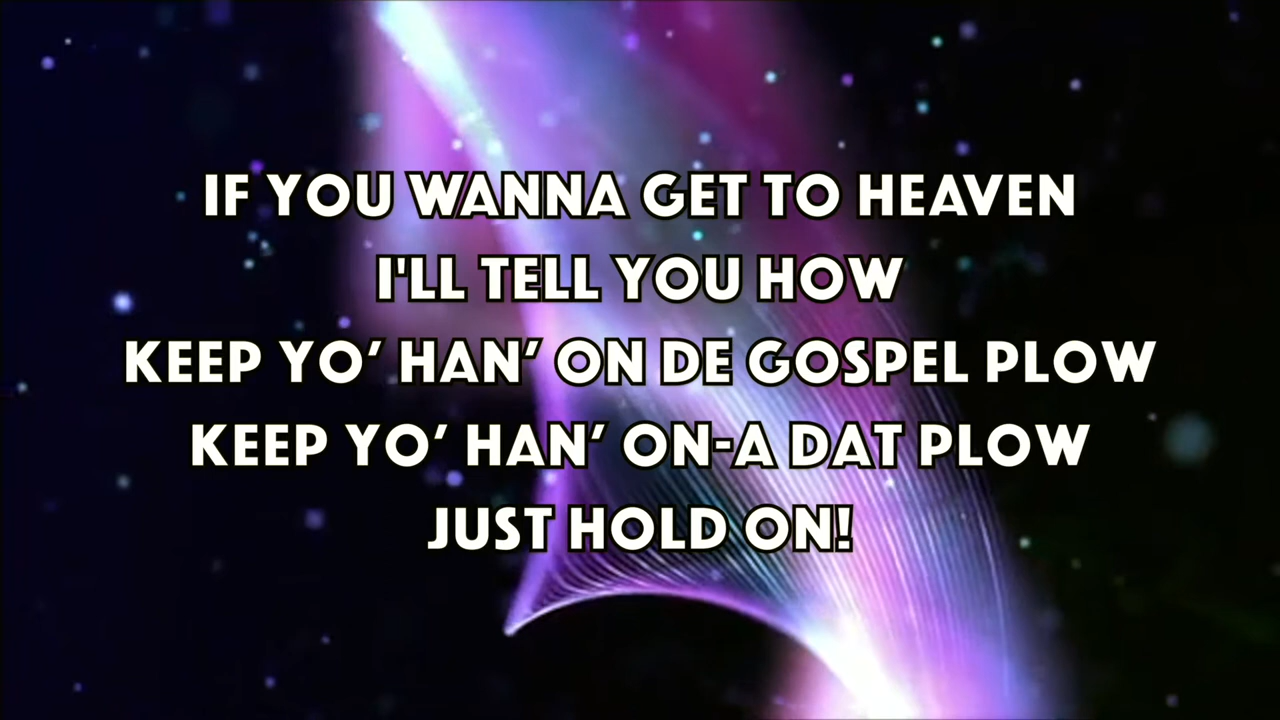 IF YOU WANNA GET TO HEAVEN
I'LL TELL YOU HOW
KEEP YO’ HAN’ ON DE GOSPEL PLOW
KEEP YO’ HAN’ ON-A DAT PLOW
JUST HOLD ON!